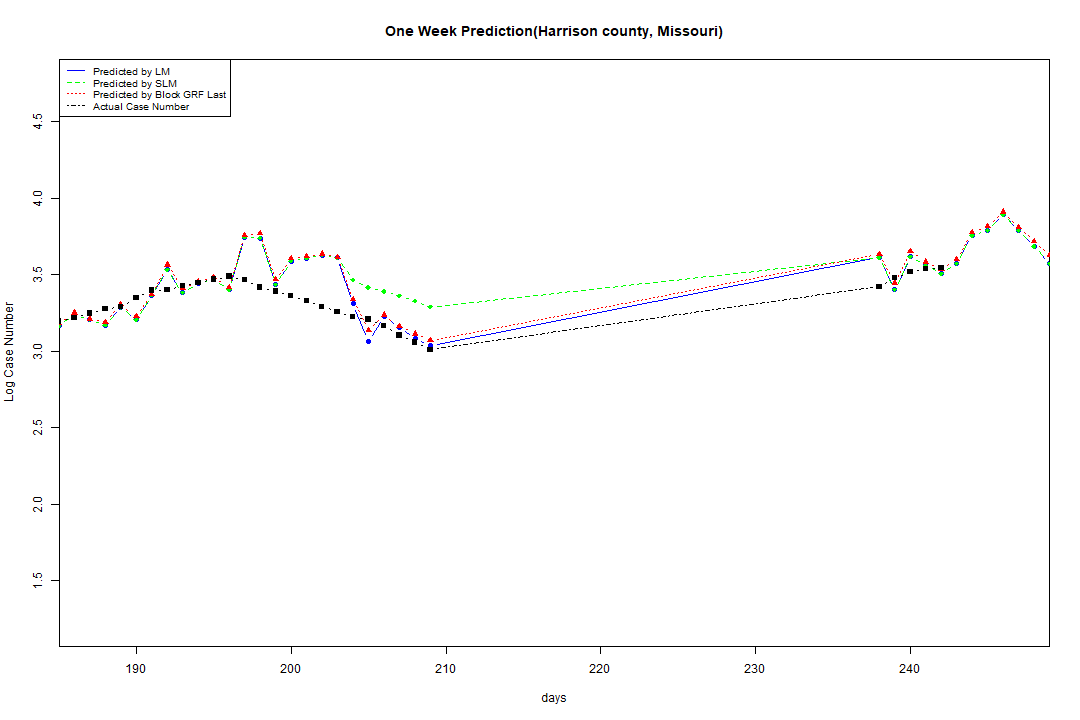 One Week Prediction(Harrison county, Missouri)
Predicted by LM
Predicted by SLM
Predicted by Block GRF Last
Actual Case Number
4.5
4.0
3.5
3.0
2.5
2.0
1.5
Log Case Number
190 200 210 220 230 240
days